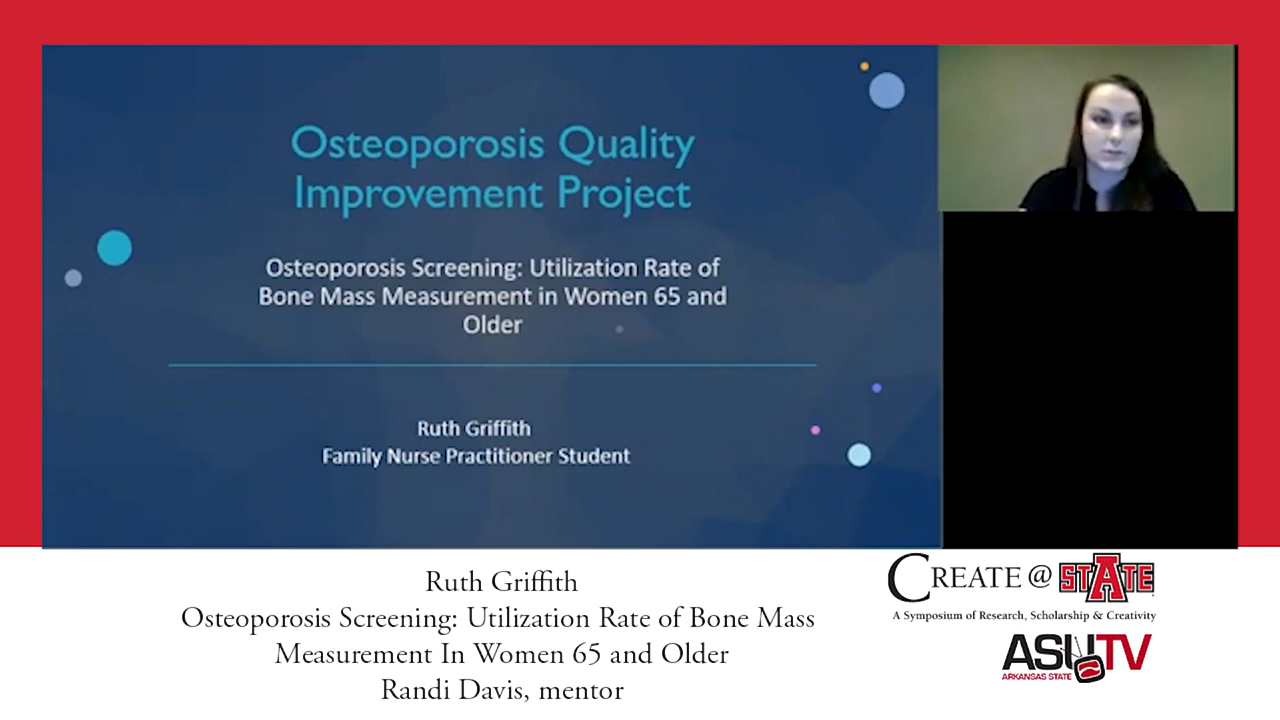 Osteoporosis Quality
Improvement Project
Osteoporosis Screening: Utilization Rate of
Bone Mass Measurement in Women 65 and
Older
Ruth Griffith
Family Nurse Practitioner Student
Ruth Griffith
Osteoporosis Screening: Utilization Rate of Bone Mass
Measurement In Women 65 and Older
Randi Davis, mentor
CREATE @ STATE
A Symposium of Research, Scholarship & Creativity
ASUTV
ARKANSAS STATE